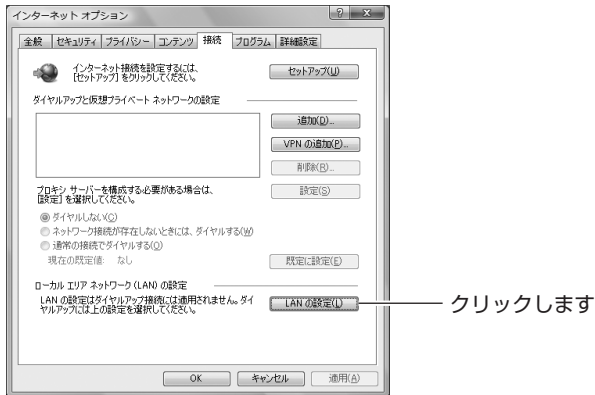 インターネット オプション
全般 セキュリティ プライバシー コンテンツ 接続 プログラム 詳細設定
インターネット接続を設定するには、
[セットアップ] をクリックしてください。
セットアップ(U)
ダイヤルアップと仮想プライベート ネットワークの設定
追加(D)...
VPN の追加(P)...
削除(R)...
プロキシ サーバーを構成する必要がある場合は、
[設定] を選択してください。
設定(S)
ダイヤルしない(C)
ネットワーク接続が存在しないときには、ダイヤルする(W)
通常の接続でダイヤルする(O)
現在の既定値: なし
既定に設定(E)
ローカル エリア ネットワーク (LAN) の設定
LAN の設定はダイヤルアップ接続には適用されません。ダイ
ヤルアップには上の設定を選択してください。
LAN の設定(L)
クリックします
OK キャンセル 適用(A)